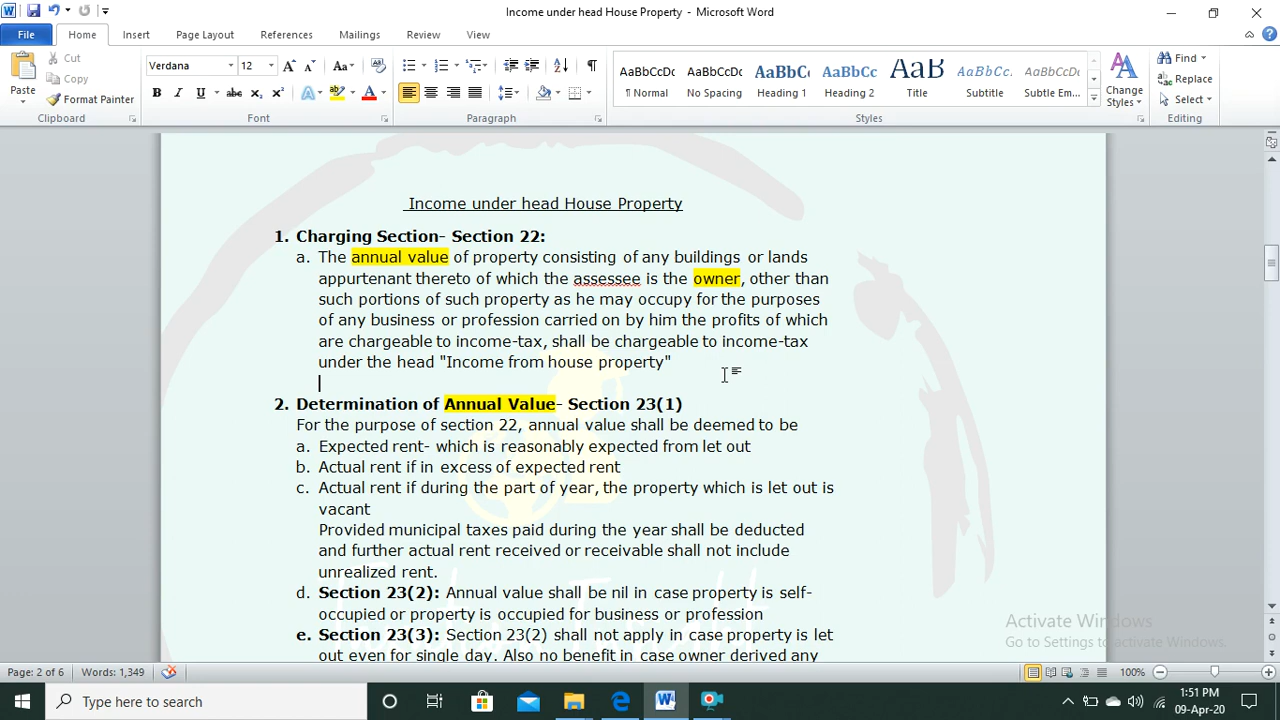 Income under head House Property - Microsoft Word
File Home Insert Page Layout References Mailings Review View
Paste
Cut
Copy
Format Painter
Clipboard
Verdana 12
Font
Paragraph
AaBbCcDc AaBbCcDc AaBbCc AaBbCc AaB AaBbCcL AaBbCcDc
¶ Normal No Spacing Heading 1 Heading 2 Title Subtitle Subtle Em...
Change
Styles
Styles
Find
Replace
Select
Editing
Income under head House Property
1. Charging Section- Section 22:
a. The annual value of property consisting of any buildings or lands
appurtenant thereto of which the assessee is the owner, other than
such portions of such property as he may occupy for the purposes
of any business or profession carried on by him the profits of which
are chargeable to income-tax, shall be chargeable to income-tax
under the head "Income from house property"
2. Determination of Annual Value- Section 23(1)
For the purpose of section 22, annual value shall be deemed to be
a. Expected rent- which is reasonably expected from let out
b. Actual rent if in excess of expected rent
c. Actual rent if during the part of year, the property which is let out is
vacant
Provided municipal taxes paid during the year shall be deducted
and further actual rent received or receivable shall not include
unrealized rent.
d. Section 23(2): Annual value shall be nil in case property is self-
occupied or property is occupied for business or profession
e. Section 23(3): Section 23(2) shall not apply in case property is let
out even for single day. Also no benefit in case owner derived any
Activate Windows
Go to Settings to activate Windows.
Page: 2 of 6 Words: 1,349 100%
Type here to search
1:51 PM
09-Apr-20